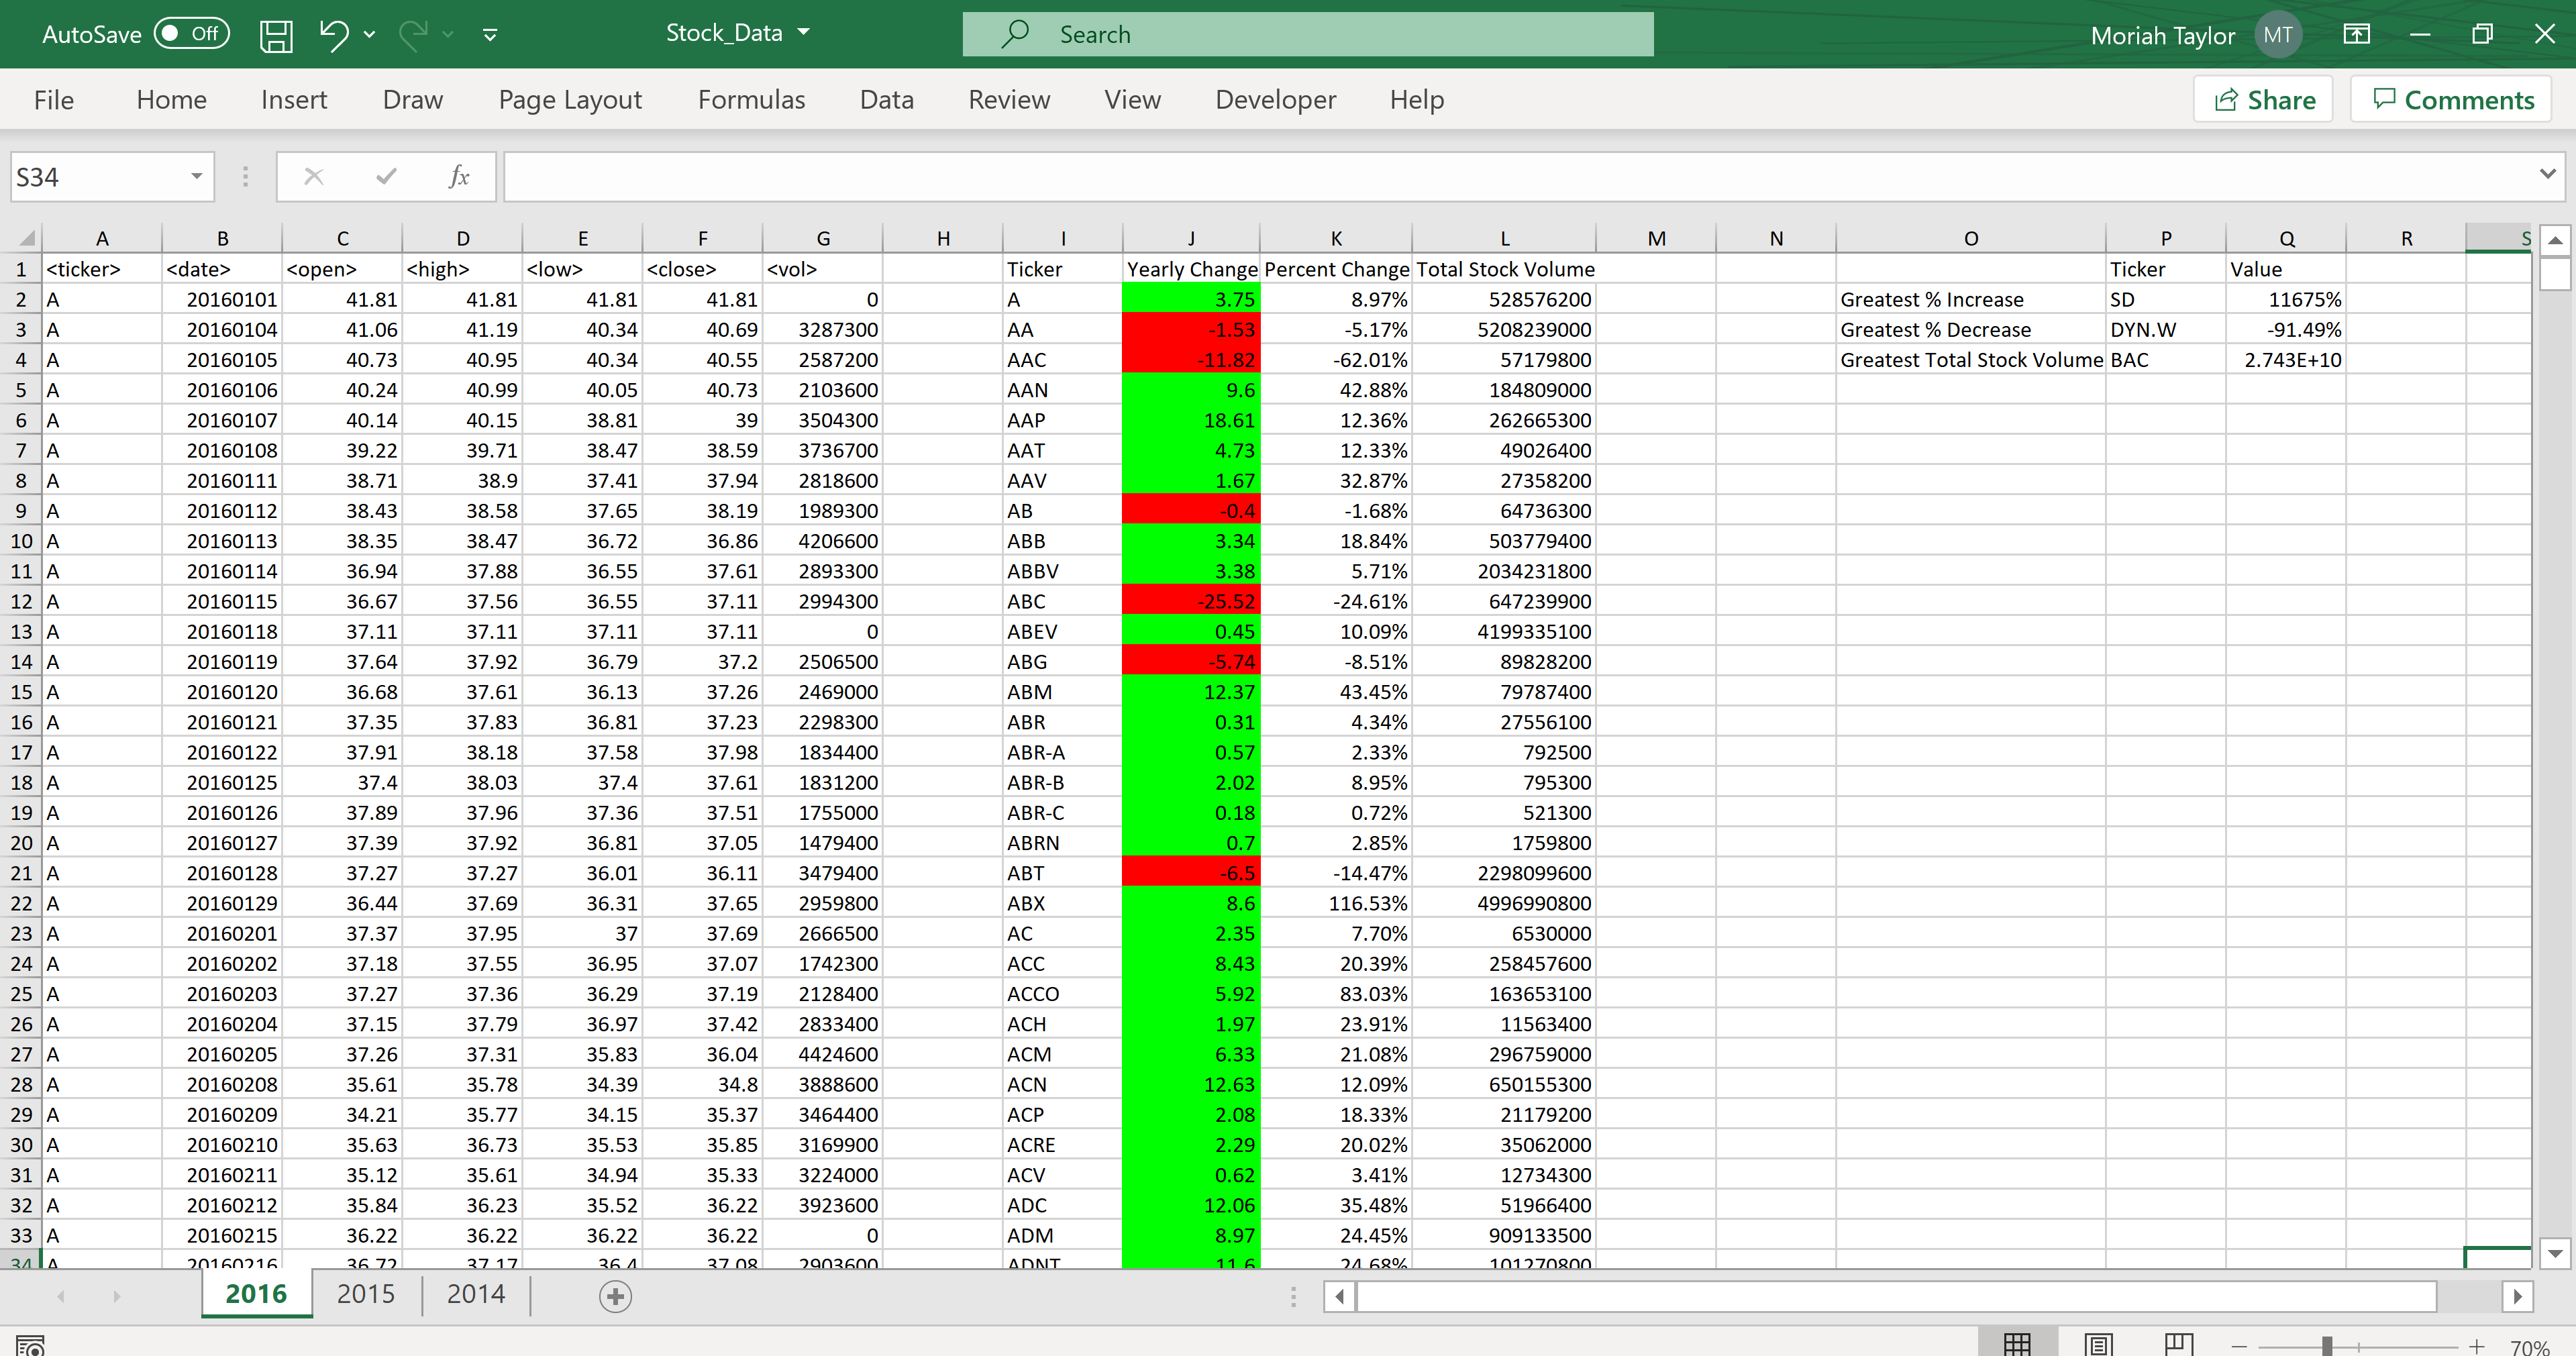 AutoSave Off Stock_Data Search Moriah Taylor MT
File Home Insert Draw Page Layout Formulas Data Review View Developer Help Share Comments
S34 fx
A B C D E F G H I J K L M N O P Q R S
1 <ticker> <date> <open> <high> <low> <close> <vol> Ticker Yearly Change Percent Change Total Stock Volume Ticker Value
2 A 20160101 41.81 41.81 41.81 41.81 0 A 3.75 8.97% 528576200 Greatest % Increase SD 11675%
3 A 20160104 41.06 41.19 40.34 40.69 3287300 AA -1.53 -5.17% 5208239000 Greatest % Decrease DYN.W -91.49%
4 A 20160105 40.73 40.95 40.34 40.55 2587200 AAC -11.82 -62.01% 57179800 Greatest Total Stock Volume BAC 2.743E+10
5 A 20160106 40.24 40.99 40.05 40.73 2103600 AAN 9.6 42.88% 184809000
6 A 20160107 40.14 40.15 38.81 39 3504300 AAP 18.61 12.36% 262665300
7 A 20160108 39.22 39.71 38.47 38.59 3736700 AAT 4.73 12.33% 49026400
8 A 20160111 38.71 38.9 37.41 37.94 2818600 AAV 1.67 32.87% 27358200
9 A 20160112 38.43 38.58 37.65 38.19 1989300 AB -0.4 -1.68% 64736300
10 A 20160113 38.35 38.47 36.72 36.86 4206600 ABB 3.34 18.84% 503779400
11 A 20160114 36.94 37.88 36.55 37.61 2893300 ABBV 3.38 5.71% 2034231800
12 A 20160115 36.67 37.56 36.55 37.11 2994300 ABC -25.52 -24.61% 647239900
13 A 20160118 37.11 37.11 37.11 37.11 0 ABEV 0.45 10.09% 4199335100
14 A 20160119 37.64 37.92 36.79 37.2 2506500 ABG -5.74 -8.51% 89828200
15 A 20160120 36.68 37.61 36.13 37.26 2469000 ABM 12.37 43.45% 79787400
16 A 20160121 37.35 37.83 36.81 37.23 2298300 ABR 0.31 4.34% 27556100
17 A 20160122 37.91 38.18 37.58 37.98 1834400 ABR-A 0.57 2.33% 792500
18 A 20160125 37.4 38.03 37.4 37.61 1831200 ABR-B 2.02 8.95% 795300
19 A 20160126 37.89 37.96 37.36 37.51 1755000 ABR-C 0.18 0.72% 521300
20 A 20160127 37.39 37.92 36.81 37.05 1479400 ABRN 0.7 2.85% 1759800
21 A 20160128 37.27 37.27 36.01 36.11 3479400 ABT -6.5 -14.47% 2298099600
22 A 20160129 36.44 37.69 36.31 37.65 2959800 ABX 8.6 116.53% 4996990800
23 A 20160201 37.37 37.95 37 37.69 2666500 AC 2.35 7.70% 6530000
24 A 20160202 37.18 37.55 36.95 37.07 1742300 ACC 8.43 20.39% 258457600
25 A 20160203 37.27 37.36 36.29 37.19 2128400 ACCO 5.92 83.03% 163653100
26 A 20160204 37.15 37.79 36.97 37.42 2833400 ACH 1.97 23.91% 11563400
27 A 20160205 37.26 37.31 35.83 36.04 4424600 ACM 6.33 21.08% 296759000
28 A 20160208 35.61 35.78 34.39 34.8 3888600 ACN 12.63 12.09% 650155300
29 A 20160209 34.21 35.77 34.15 35.37 3464400 ACP 2.08 18.33% 21179200
30 A 20160210 35.63 36.73 35.53 35.85 3169900 ACRE 2.29 20.02% 35062000
31 A 20160211 35.12 35.61 34.94 35.33 3224000 ACV 0.62 3.41% 12734300
32 A 20160212 35.84 36.23 35.52 36.22 3923600 ADC 12.06 35.48% 51966400
33 A 20160215 36.22 36.22 36.22 36.22 0 ADM 8.97 24.45% 909133500
34 A 20160216 36.72 37.17 36.4 37.08 2903600 ADNT 11.6 24.68% 101270800
2016 2015 2014
70%